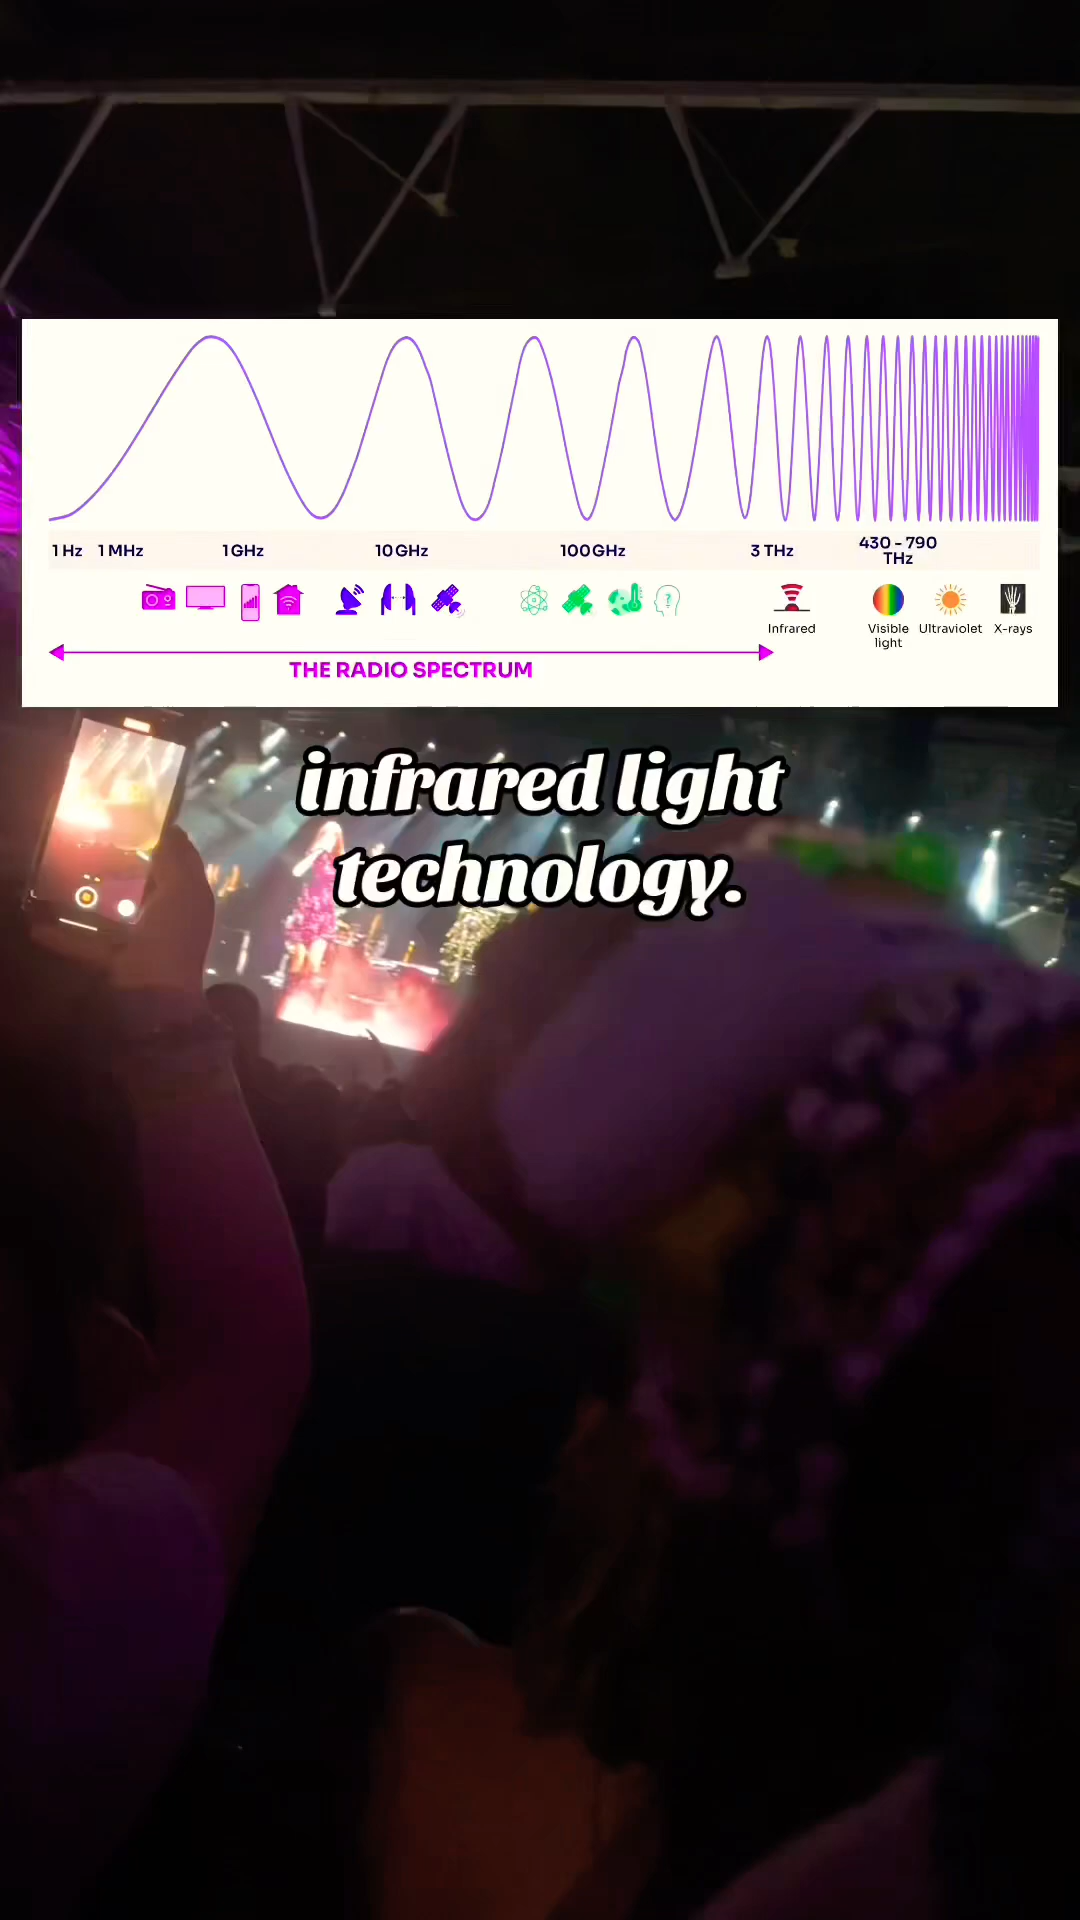 1 Hz 1 MHz 1 GHz 10 GHz 100 GHz 3 THz 430 - 790 THz
Infrared Visible light Ultraviolet X-rays
THE RADIO SPECTRUM
infrared light
technology.